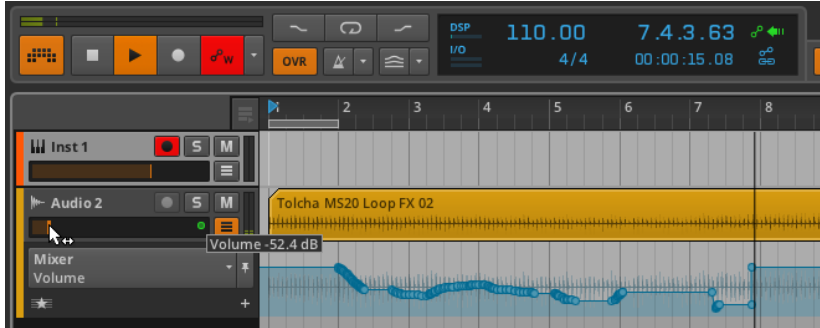 DSP 110.00 7.4.3.63
I/O 4/4 00:00:15.08
W
OVR
1 2 3 4 5 6 7 8
Inst 1 S M
Audio 2 S M
Tolcha MS20 Loop FX 02
Volume -52.4 dB
Mixer
Volume
+